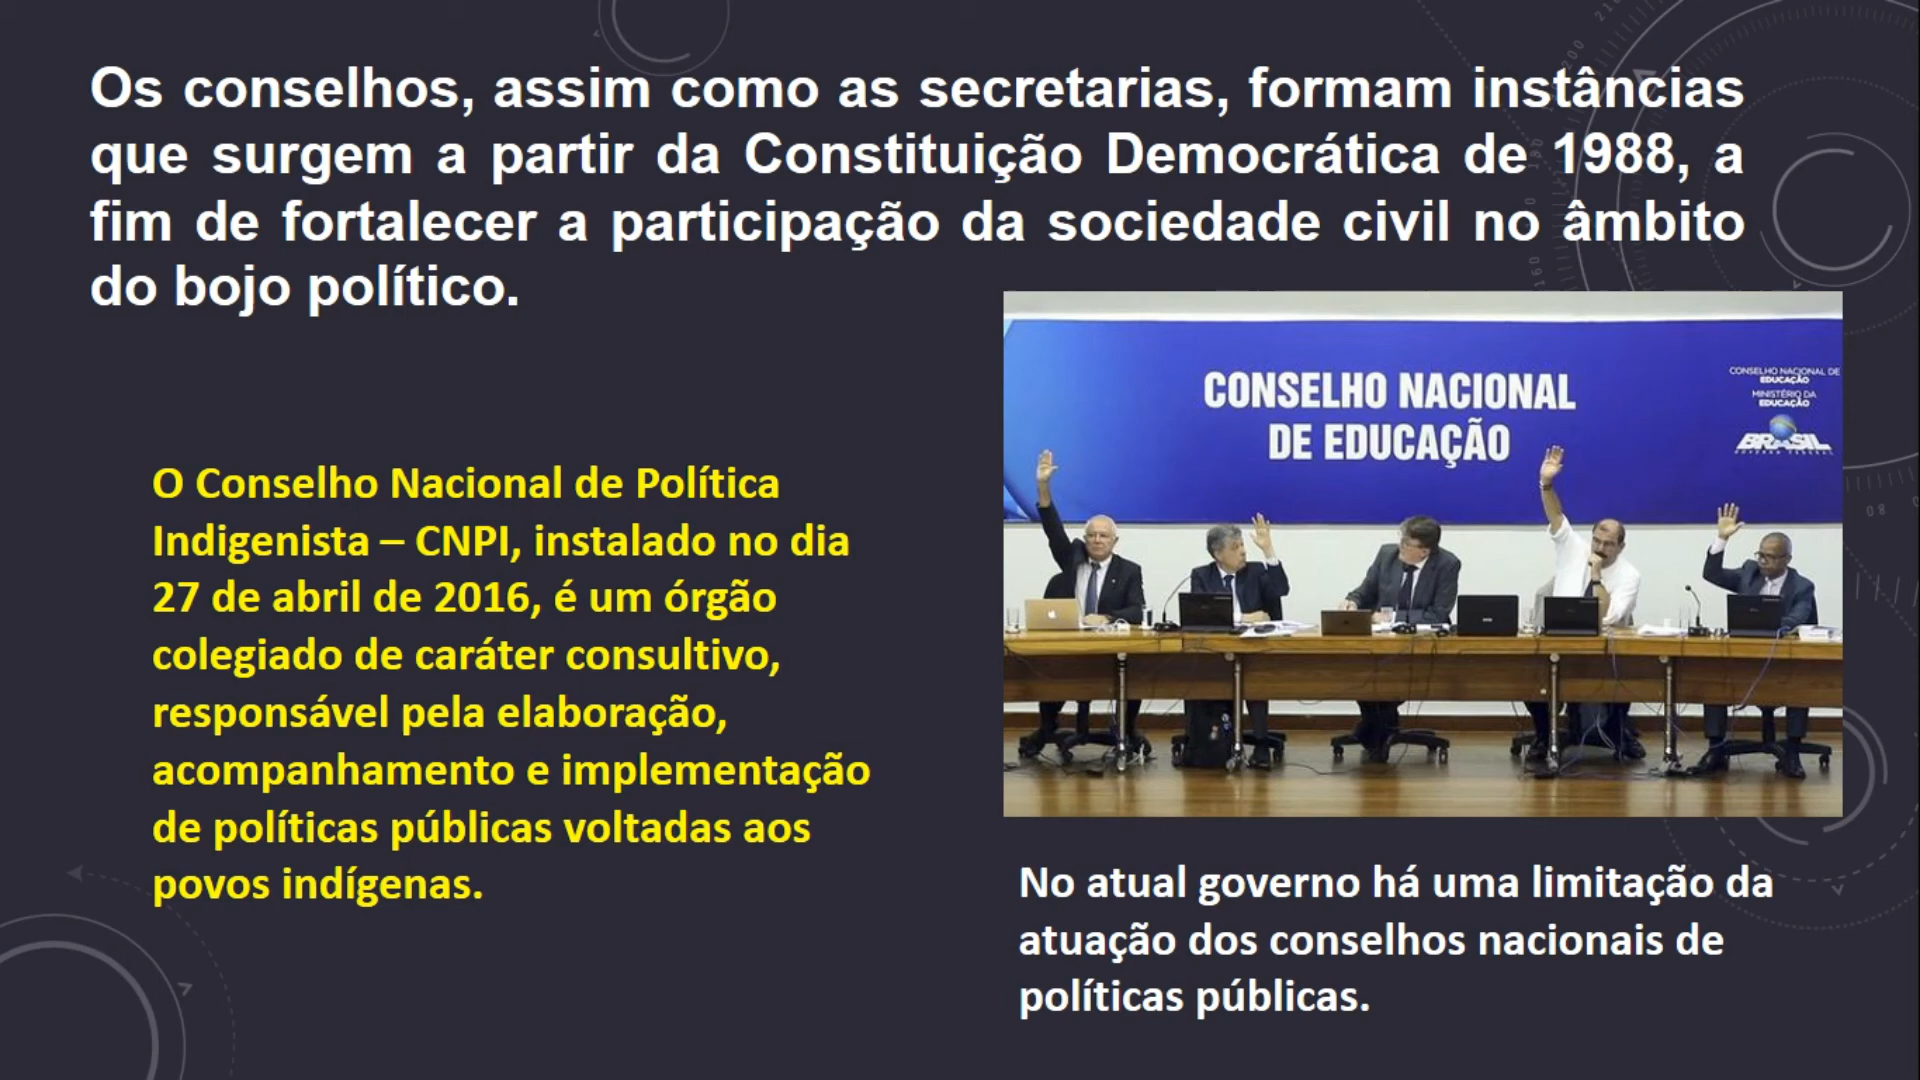 Os conselhos, assim como as secretarias, formam instâncias
que surgem a partir da Constituição Democrática de 1988, a
fim de fortalecer a participação da sociedade civil no âmbito
do bojo político.
CONSELHO NACIONAL
DE EDUCAÇÃO
CONSELHO NACIONAL DE
EDUCAÇÃO
MINISTÉRIO DA
EDUCAÇÃO
BRASIL
GOVERNO FEDERAL
O Conselho Nacional de Política
Indigenista – CNPI, instalado no dia
27 de abril de 2016, é um órgão
colegiado de caráter consultivo,
responsável pela elaboração,
acompanhamento e implementação
de políticas públicas voltadas aos
povos indígenas.
No atual governo há uma limitação da
atuação dos conselhos nacionais de
políticas públicas.